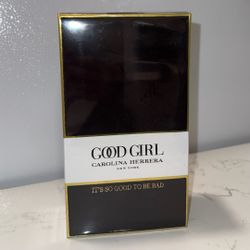 GOOD GIRL
CAROLINA HERRERA
NEW YORK
IT'S SO GOOD TO BE BAD